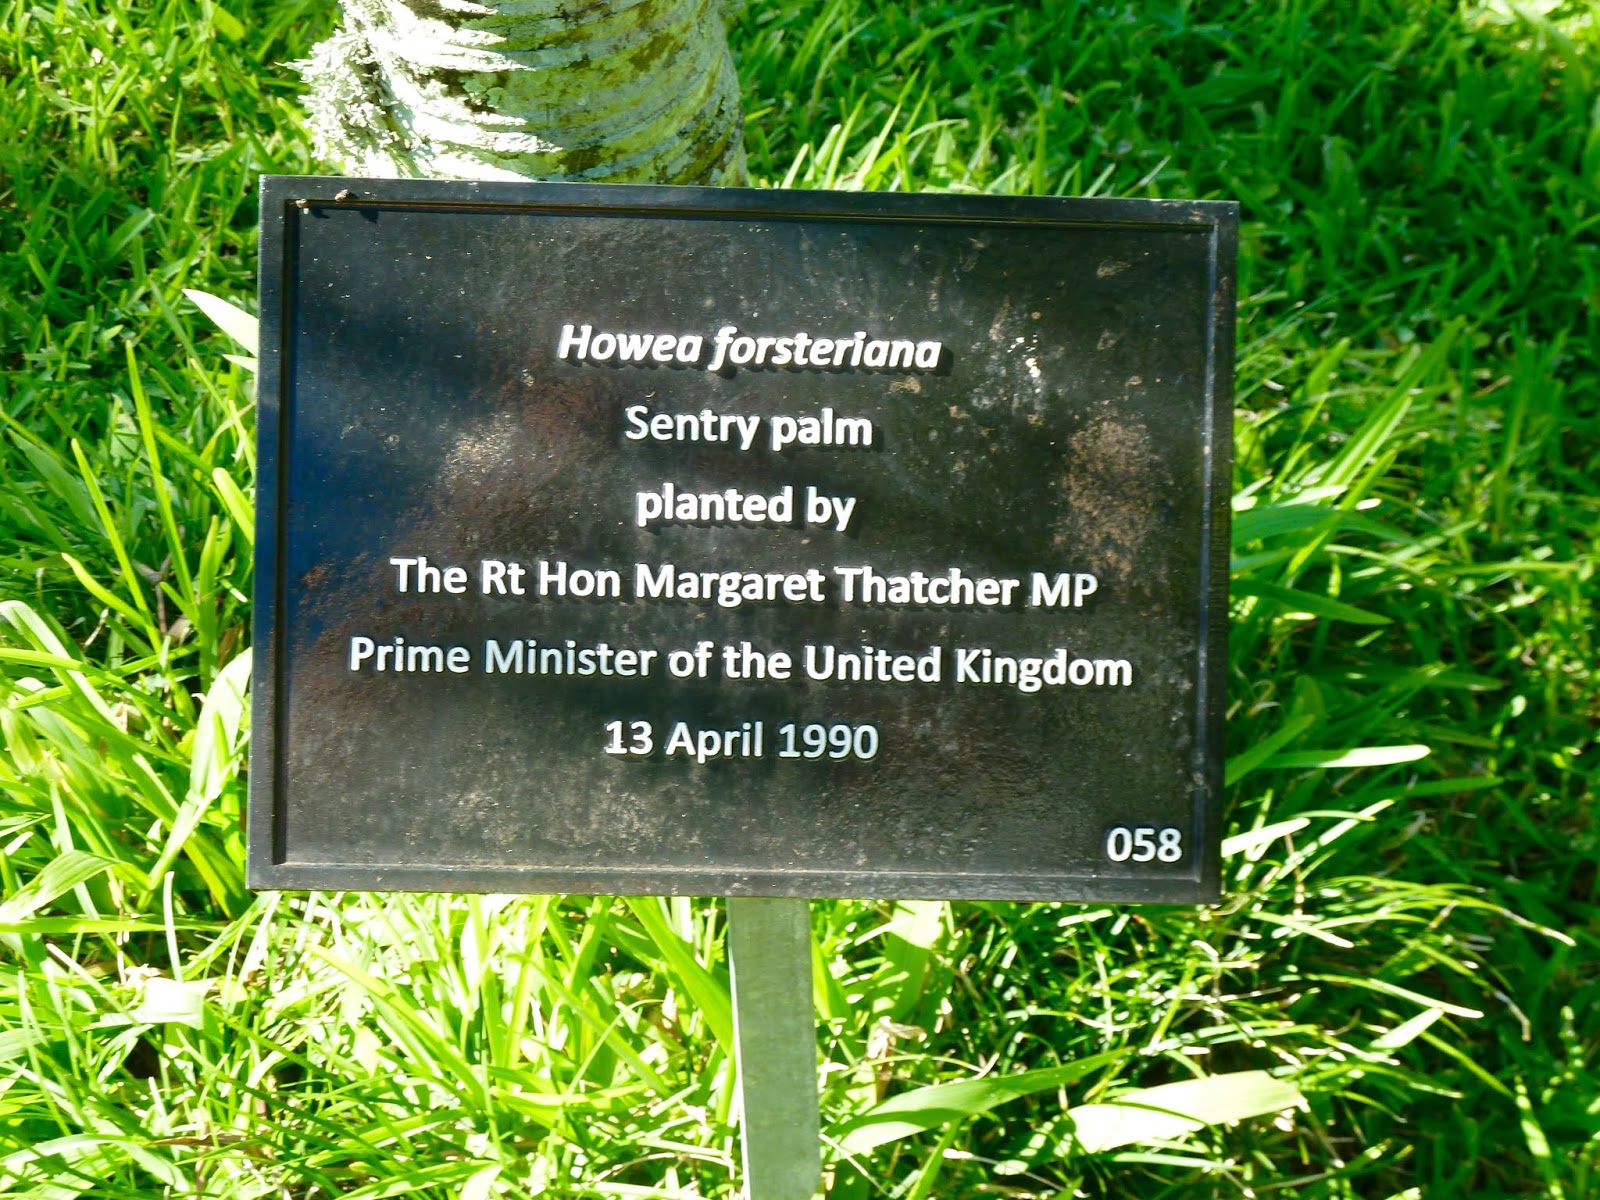 Howea forsteriana
Sentry palm
planted by
The Rt Hon Margaret Thatcher MP
Prime Minister of the United Kingdom
13 April 1990
058